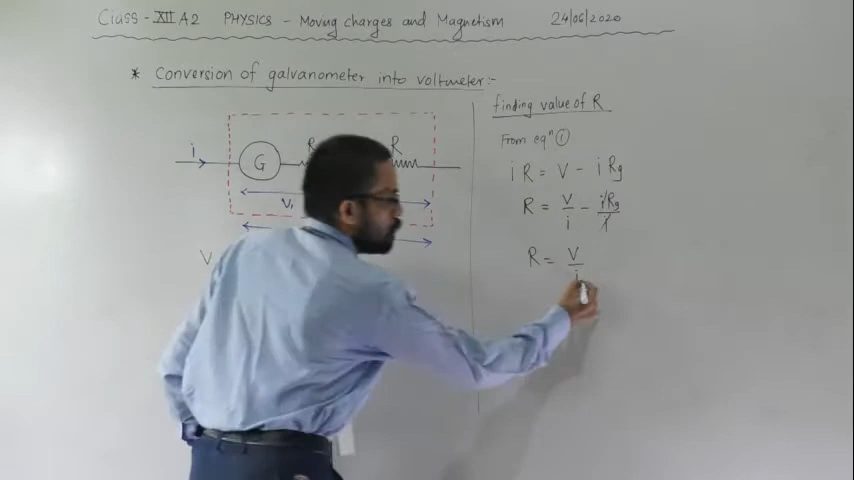 Class - XII A2 PHYSICS - Moving charges and Magnetism 24/06/2020
* Conversion of galvanometer into voltmeter:-
i
G
R
R
V₁
V
finding value of R
From eqⁿ ①
i R = V - i Rg
R = V/i - iRg/i
R = V/i